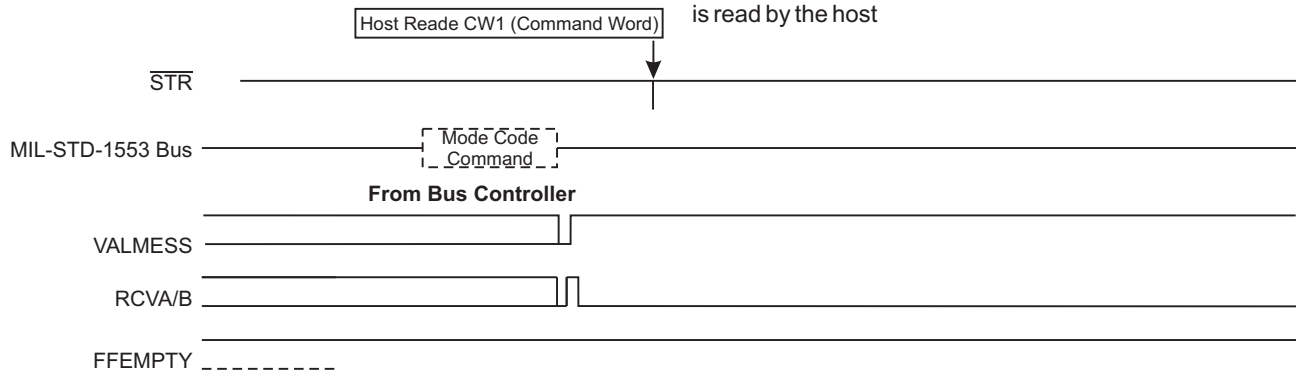 is read by the host
Host Reade CW1 (Command Word)
STR
MIL-STD-1553 Bus
Mode Code
Command
From Bus Controller
VALMESS
RCVA/B
FFEMPTY